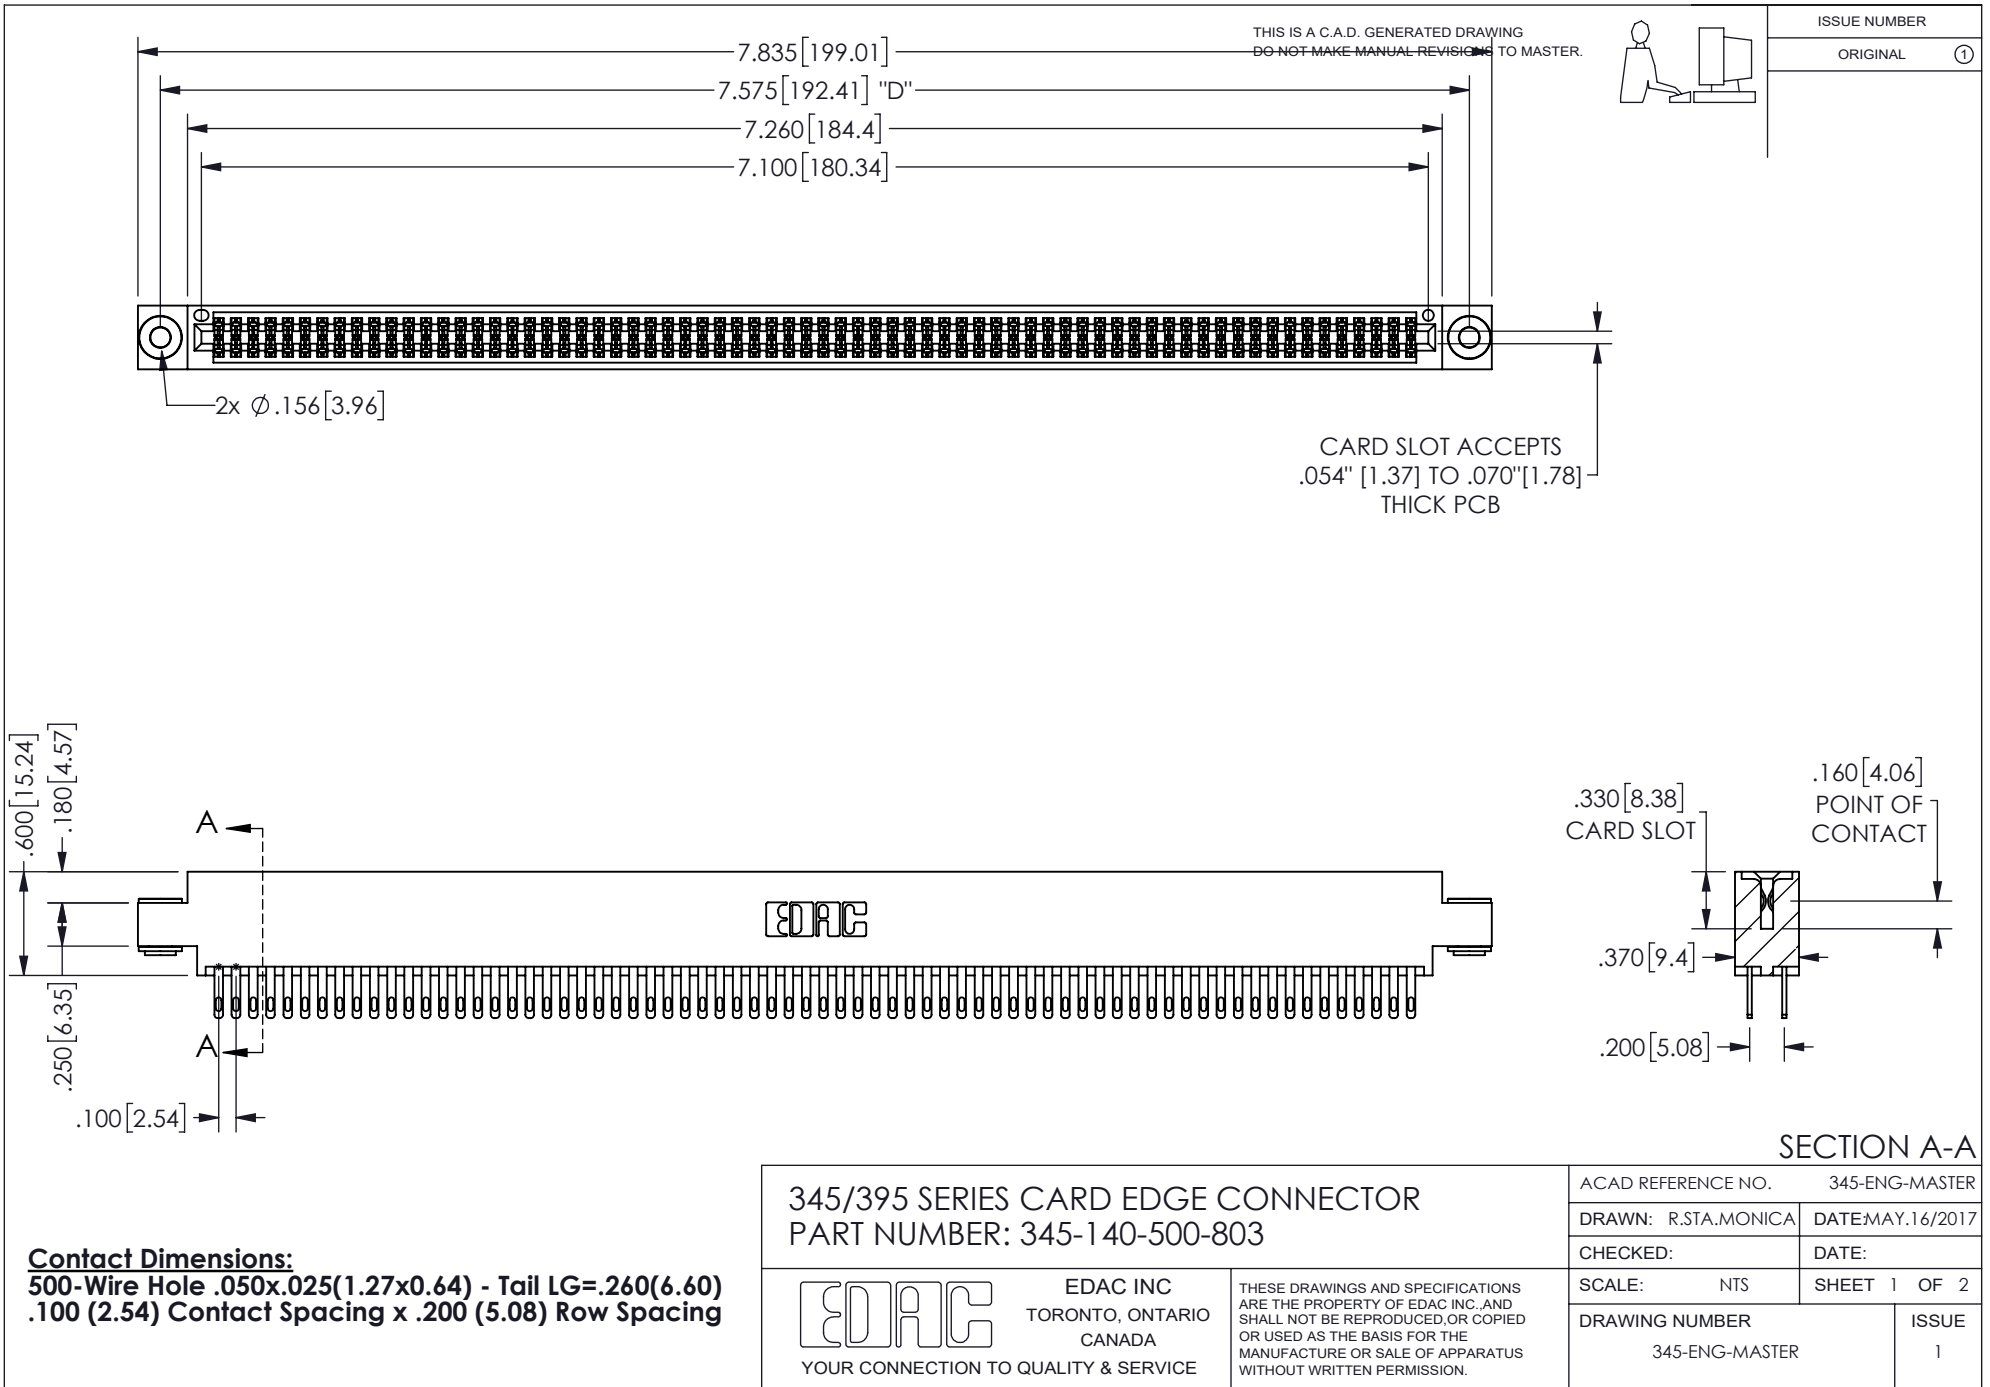 THIS IS A C.A.D. GENERATED DRAWING
DO NOT MAKE MANUAL REVISIONS TO MASTER.
ISSUE NUMBER
ORIGINAL 1
7.835[199.01]
7.575[192.41] "D"
7.260[184.4]
7.100[180.34]
2x Ø.156[3.96]
CARD SLOT ACCEPTS
.054" [1.37] TO .070"[1.78]
THICK PCB
.600[15.24]
.180[4.57]
.250[6.35]
A
A
.100[2.54]
EDAC
.330[8.38]
CARD SLOT
.160[4.06]
POINT OF
CONTACT
.370[9.4]
.200[5.08]
SECTION A-A
Contact Dimensions:
500-Wire Hole .050x.025(1.27x0.64) - Tail LG=.260(6.60)
.100 (2.54) Contact Spacing x .200 (5.08) Row Spacing
345/395 SERIES CARD EDGE CONNECTOR
PART NUMBER: 345-140-500-803
EDAC
EDAC INC
TORONTO, ONTARIO
CANADA
YOUR CONNECTION TO QUALITY & SERVICE
THESE DRAWINGS AND SPECIFICATIONS
ARE THE PROPERTY OF EDAC INC.,AND
SHALL NOT BE REPRODUCED,OR COPIED
OR USED AS THE BASIS FOR THE
MANUFACTURE OR SALE OF APPARATUS
WITHOUT WRITTEN PERMISSION.
ACAD REFERENCE NO. 345-ENG-MASTER
DRAWN: R.STA.MONICA DATE:MAY.16/2017
CHECKED: DATE:
SCALE: NTS SHEET 1 OF 2
DRAWING NUMBER ISSUE
345-ENG-MASTER 1